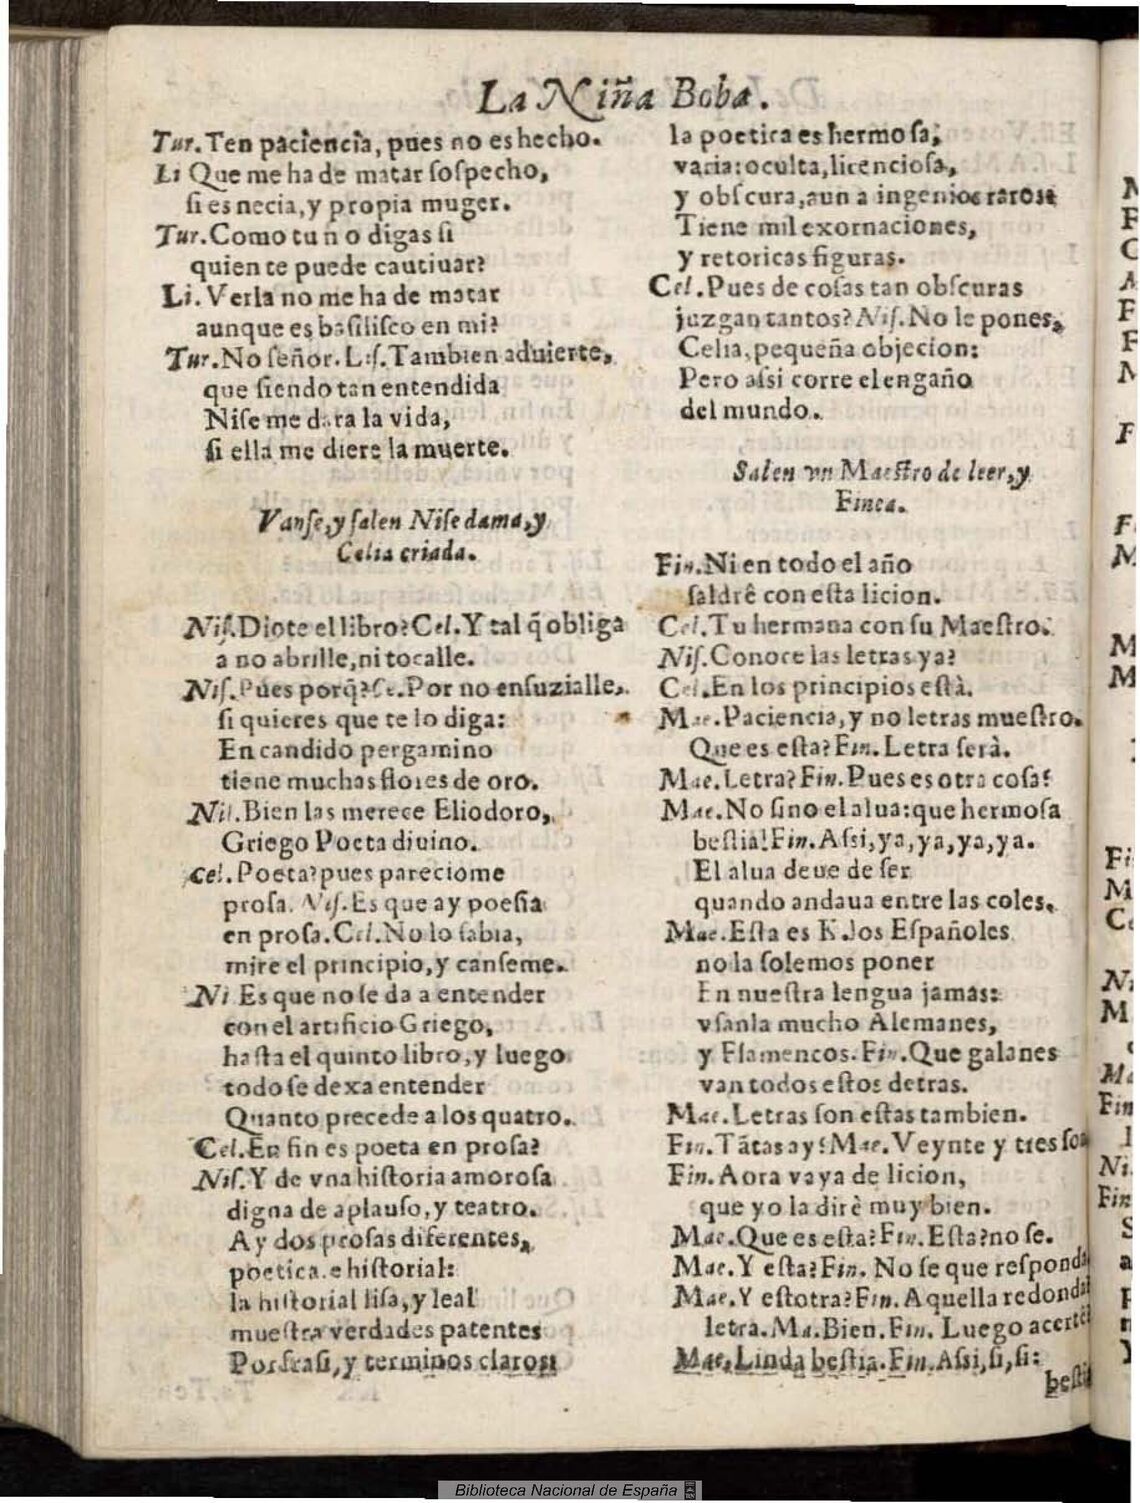 La Niña Boba.
Tur.Ten paciencia, pues no es hecho.
Li Que me ha de matar sospecho,
si es necia, y propia muger.
Tur.Como tu no digas si
quien te puede cautiuar?
Li. Verla no me ha de matar
aunque es basilisco en mi?
Tur.No señor. Lis.Tambien aduierte,
que siendo tan entendida
Nise me dara la vida,
si ella me diere la muerte.
Vanse, y salen Nise dama, y
Celia criada.
Nis.Diote el libro?Cel.Y tal q̃ obliga
a no abrille, ni tocalle.
Nis.Pues porq̃?Ce.Por no ensuzialle,
si quieres que te lo diga:
En candido pergamino
tiene muchas flores de oro.
Nis.Bien las merece Eliodoro,
Griego Poeta diuino.
Cel.Poeta?pues pareciome
prosa. Nis.Es que ay poesia
en prosa.Cel.No lo sabia,
mire el principio, y canseme.
Ni Es que no se da a entender
con el artificio Griego,
hasta el quinto libro, y luego
todo se dexa entender
Quanto precede a los quatro.
Cel.En fin es poeta en prosa?
Nis.Y de vna historia amorosa
digna de aplauso, y teatro.
Ay dos prosas diferentes,
poetica. e historial:
la historial lisa, y leal
muestra verdades patentes
Por frasi, y terminos claros:
la poetica es hermosa,
varia: oculta, licenciosa,
y obscura, aun a ingenios raros:
Tiene mil exornaciones,
y retoricas figuras.
Cel.Pues de cosas tan obscuras
juzgan tantos?Nis.No le pones,
Celia, pequeña objecion:
Pero assi corre el engaño
del mundo.
Salen vn Maestro de leer, y
Finea.
Fin.Ni en todo el año
saldrê con esta licion.
Cel.Tu hermana con su Maestro.
Nis.Conoce las letras ya?
Cel.En los principios està.
Mae.Paciencia, y no letras muestro.
Que es esta?Fin.Letra serà.
Mae.Letra?Fin.Pues es otra cosa?
Mae.No sino el alua: que hermosa
bestia!Fin.Assi, ya, ya, ya, ya.
El alua deue de ser
quando andaua entre las coles.
Mae.Esta es K.los Españoles
no la solemos poner
En nuestra lengua jamas:
vsanla mucho Alemanes,
y Flamencos.Fin.Que galanes
van todos estos detras.
Mae.Letras son estas tambien.
Fin.Tãtas ay?Mae.Veynte y tres son
Fin.Aora vaya de licion,
que yo la dirè muy bien.
Mae.Que es esta?Fin.Esta?no se.
Mae.Y esta?Fin. No se que responda
Mae.Y estotra?Fin.Aquella redonda
letra.Ma.Bien.Fin. Luego acertè!
Mae.Linda bestia.Fin.Assi, si, si:
besti
Biblioteca Nacional de España